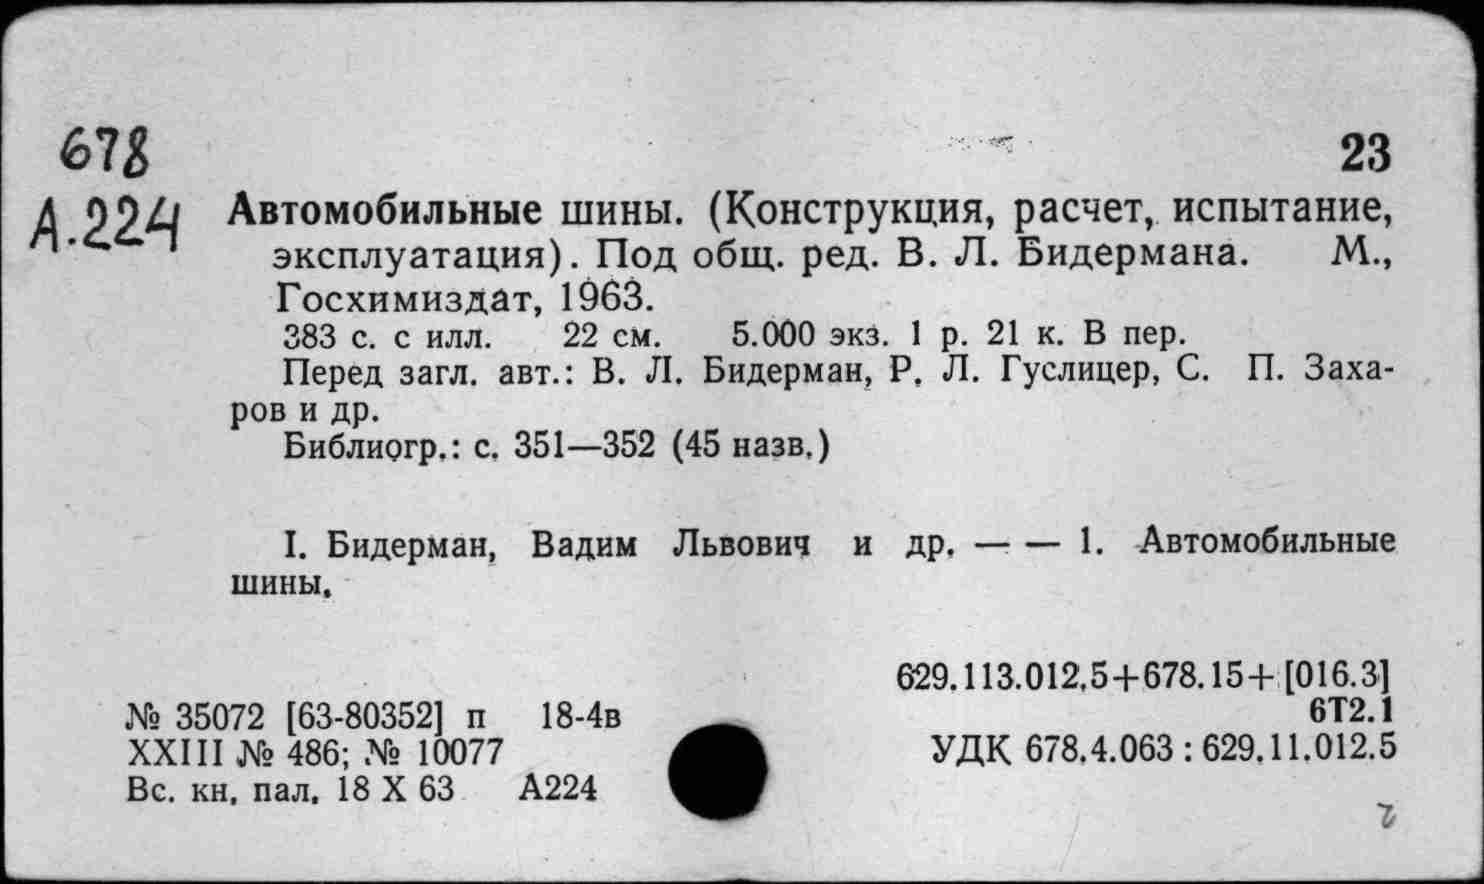 678
А.224
23
Автомобильные шины. (Конструкция, расчет, испытание,
эксплуатация). Под общ. ред. В. Л. Бидермана. М.,
Госхимиздат, 1963.
383 с. с илл. 22 см. 5.000 экз. 1 р. 21 к. В пер.
Перед загл. авт.: В. Л. Бидерман, Р. Л. Гуслицер, С. П. Заха-
ров и др.
Библиогр.: с. 351—352 (45 назв.)
I. Бидерман, Вадим Львович и др. — — 1. Автомобильные
шины.
629.113.012.5+678.15+[016.3]
6Т2.1
УДК 678.4.063 : 629.11.012.5
№ 35072 [63-80352] п 18-4в
XXIII № 486; № 10077
Вс. кн. пал. 18 X 63 А224